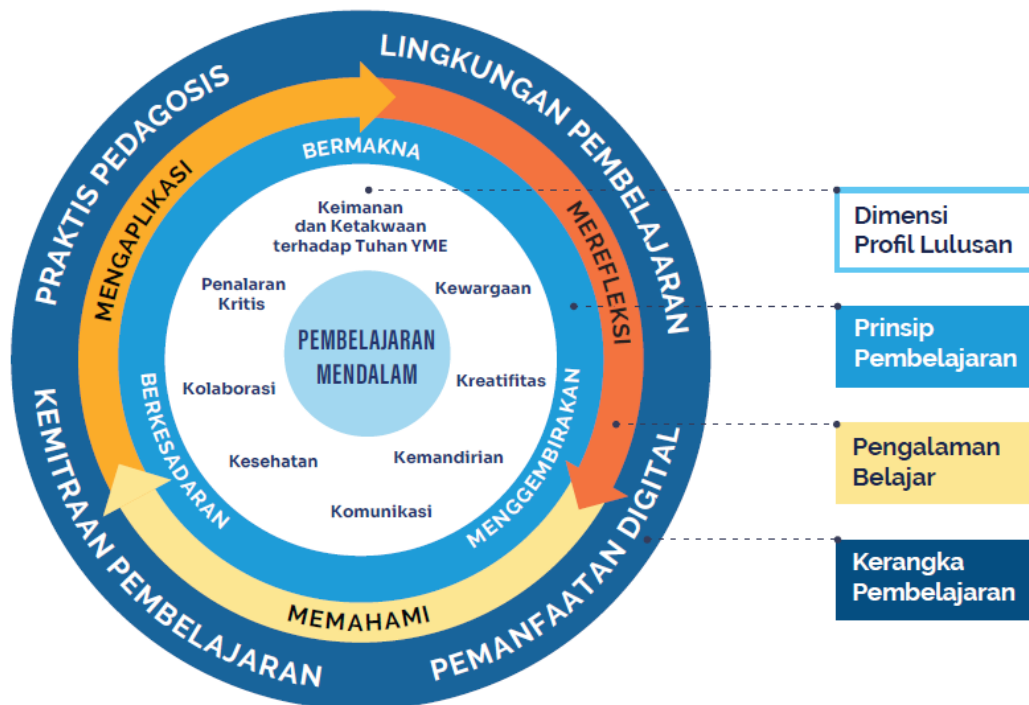 PRAKTIS PEDAGOSIS
LINGKUNGAN PEMBELAJARAN
KEMITRAAN PEMBELAJARAN
PEMANFAATAN DIGITAL
MENGAPLIKASI
MEREFLEKSI
MEMAHAMI
BERMAKNA
BERKESADARAN
MENGGEMBIRAKAN
Keimanan
dan Ketakwaan
terhadap Tuhan YME
Penalaran
Kritis
Kewargaan
Kolaborasi
Kreatifitas
Kesehatan
Kemandirian
Komunikasi
PEMBELAJARAN
MENDALAM
Dimensi
Profil Lulusan
Prinsip
Pembelajaran
Pengalaman
Belajar
Kerangka
Pembelajaran